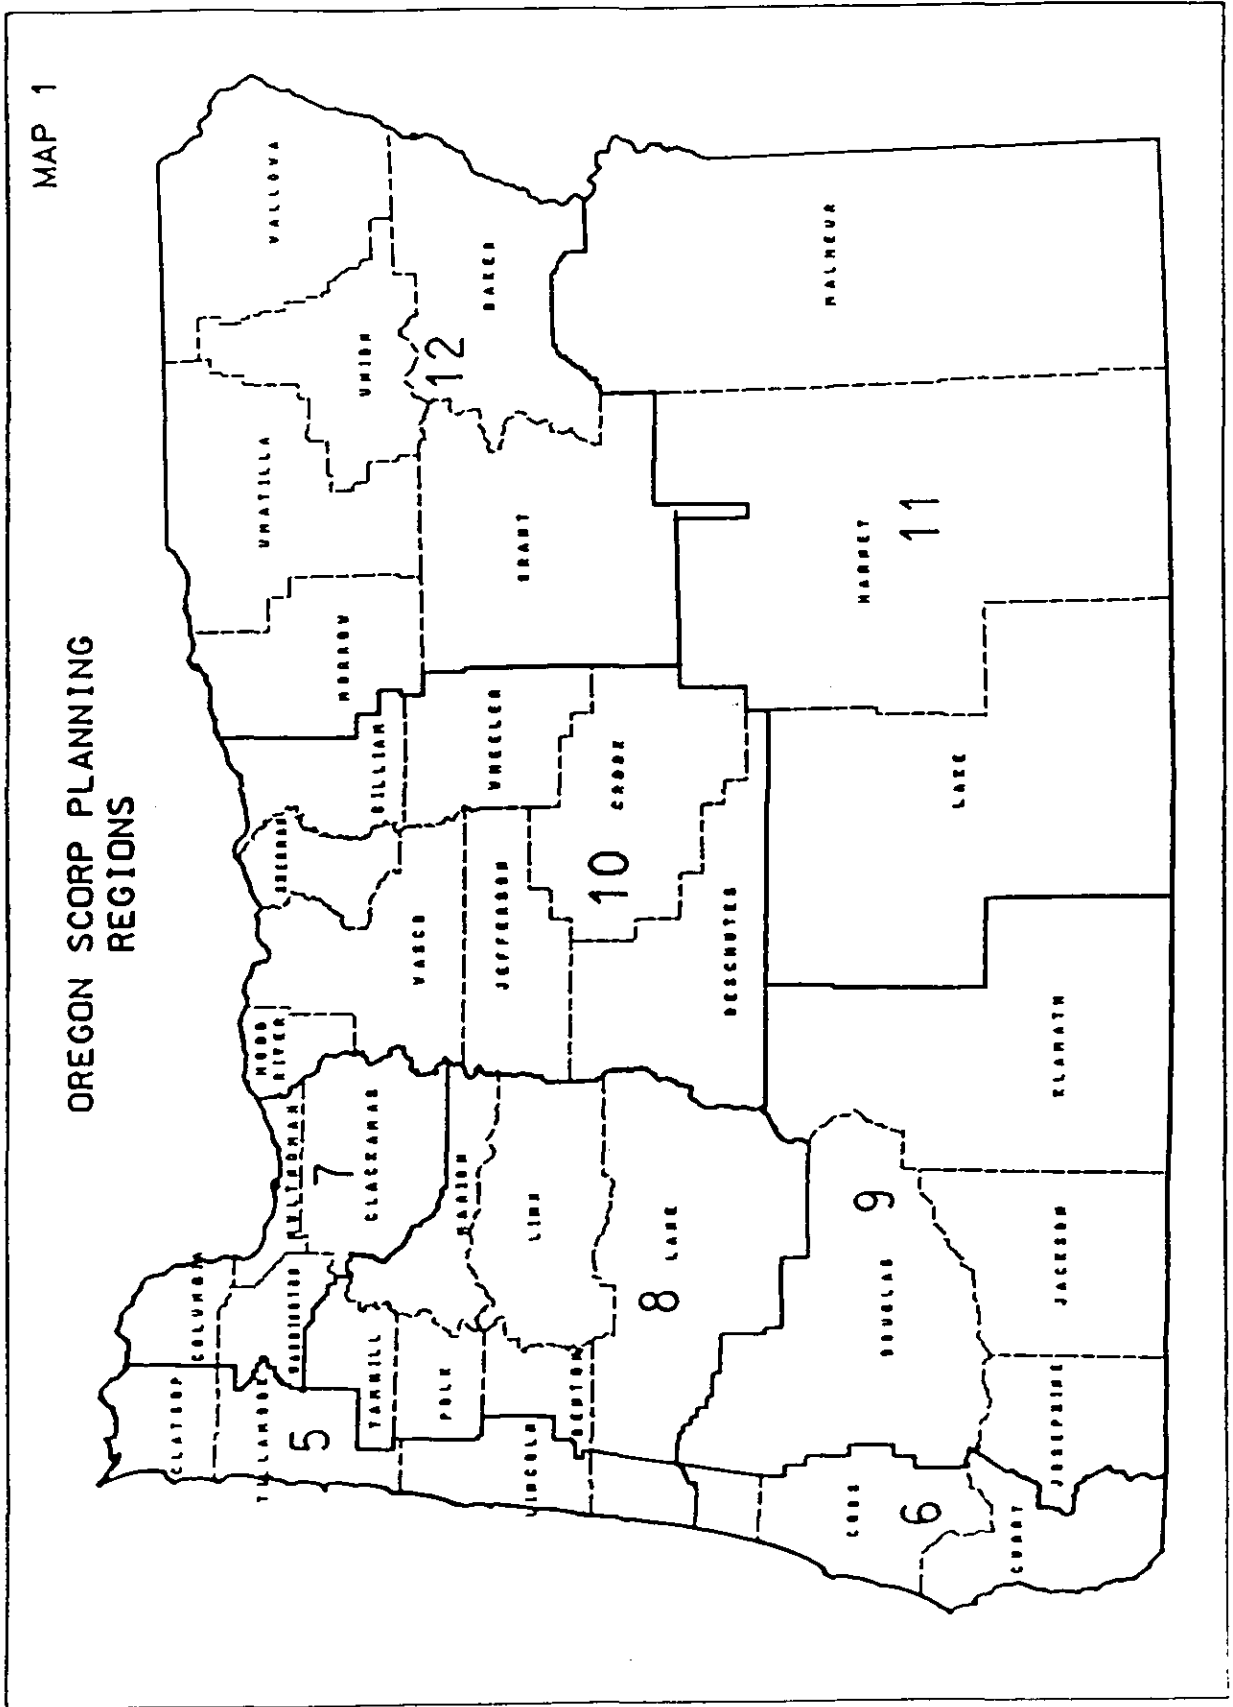 MAP 1
OREGON SCORP PLANNING
REGIONS
CLATSOP
COLUMBIA
TILLAMOOK
5
WASHINGTON
MULTNOMAH
HOOD
RIVER
SHERMAN
GILLIAM
MORROW
UMATILLA
UNION
WALLOWA
YAMHILL
7
CLACKAMAS
WASCO
12
BAKER
POLK
MARION
JEFFERSON
WHEELER
GRANT
LINCOLN
BENTON
LINN
10
CROOK
8
LANE
DESCHUTES
MALHEUR
COOS
6
DOUGLAS
9
HARNEY
11
LAKE
CURRY
JOSEPHINE
JACKSON
KLAMATH